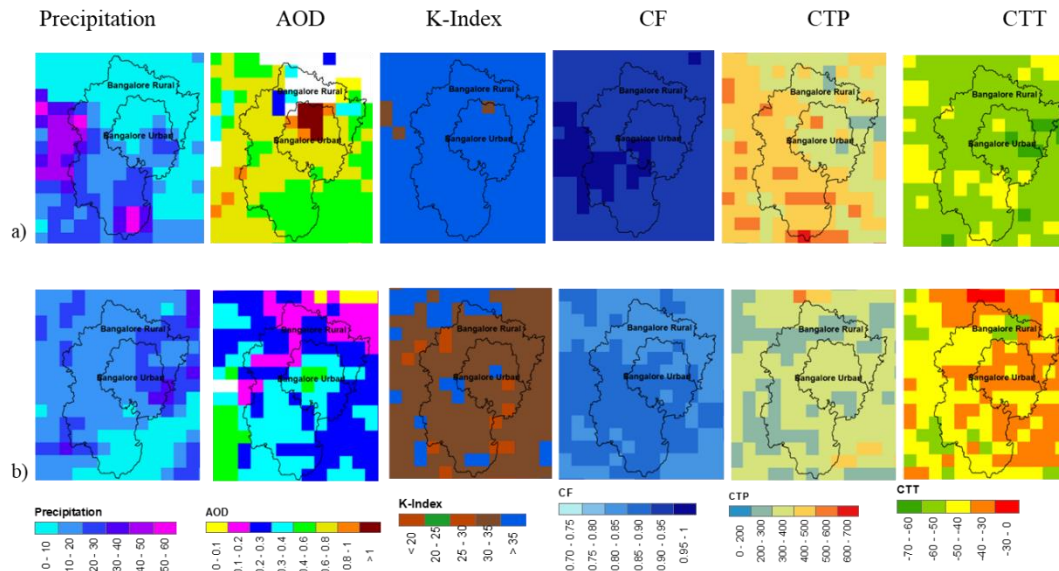 Precipitation AOD K-Index CF CTP CTT
a)
Bangalore Rural Bangalore Rural Bangalore Rural Bangalore Rural Bangalore Rural Bangalore Rural
Bangalore Urban Bangalore Urban Bangalore Urban Bangalore Urban Bangalore Urban Bangalore Urban
b)
Bangalore Rural Bangalore Rural Bangalore Rural Bangalore Rural Bangalore Rural Bangalore Rural
Bangalore Urban Bangalore Urban Bangalore Urban Bangalore Urban Bangalore Urban Bangalore Urban
Precipitation
0 - 10
10 - 20
20 - 30
30 - 40
40 - 50
50 - 60
AOD
0 - 0.1
0.1 - 0.2
0.2 - 0.3
0.3 - 0.4
0.4 - 0.6
0.6 - 0.8
0.8 - 1
>1
K-Index
< 20
20 - 25
25 - 30
30 - 35
> 35
CF
0.70 - 0.75
0.75 - 0.80
0.80 - 0.85
0.85 - 0.90
0.90 - 0.95
0.95 - 1
CTP
0 - 200
200 - 300
300 - 400
400 - 500
500 - 600
600 - 700
CTT
-70 - -60
-60 - -50
-50 - -40
-40 - -30
-30 - 0